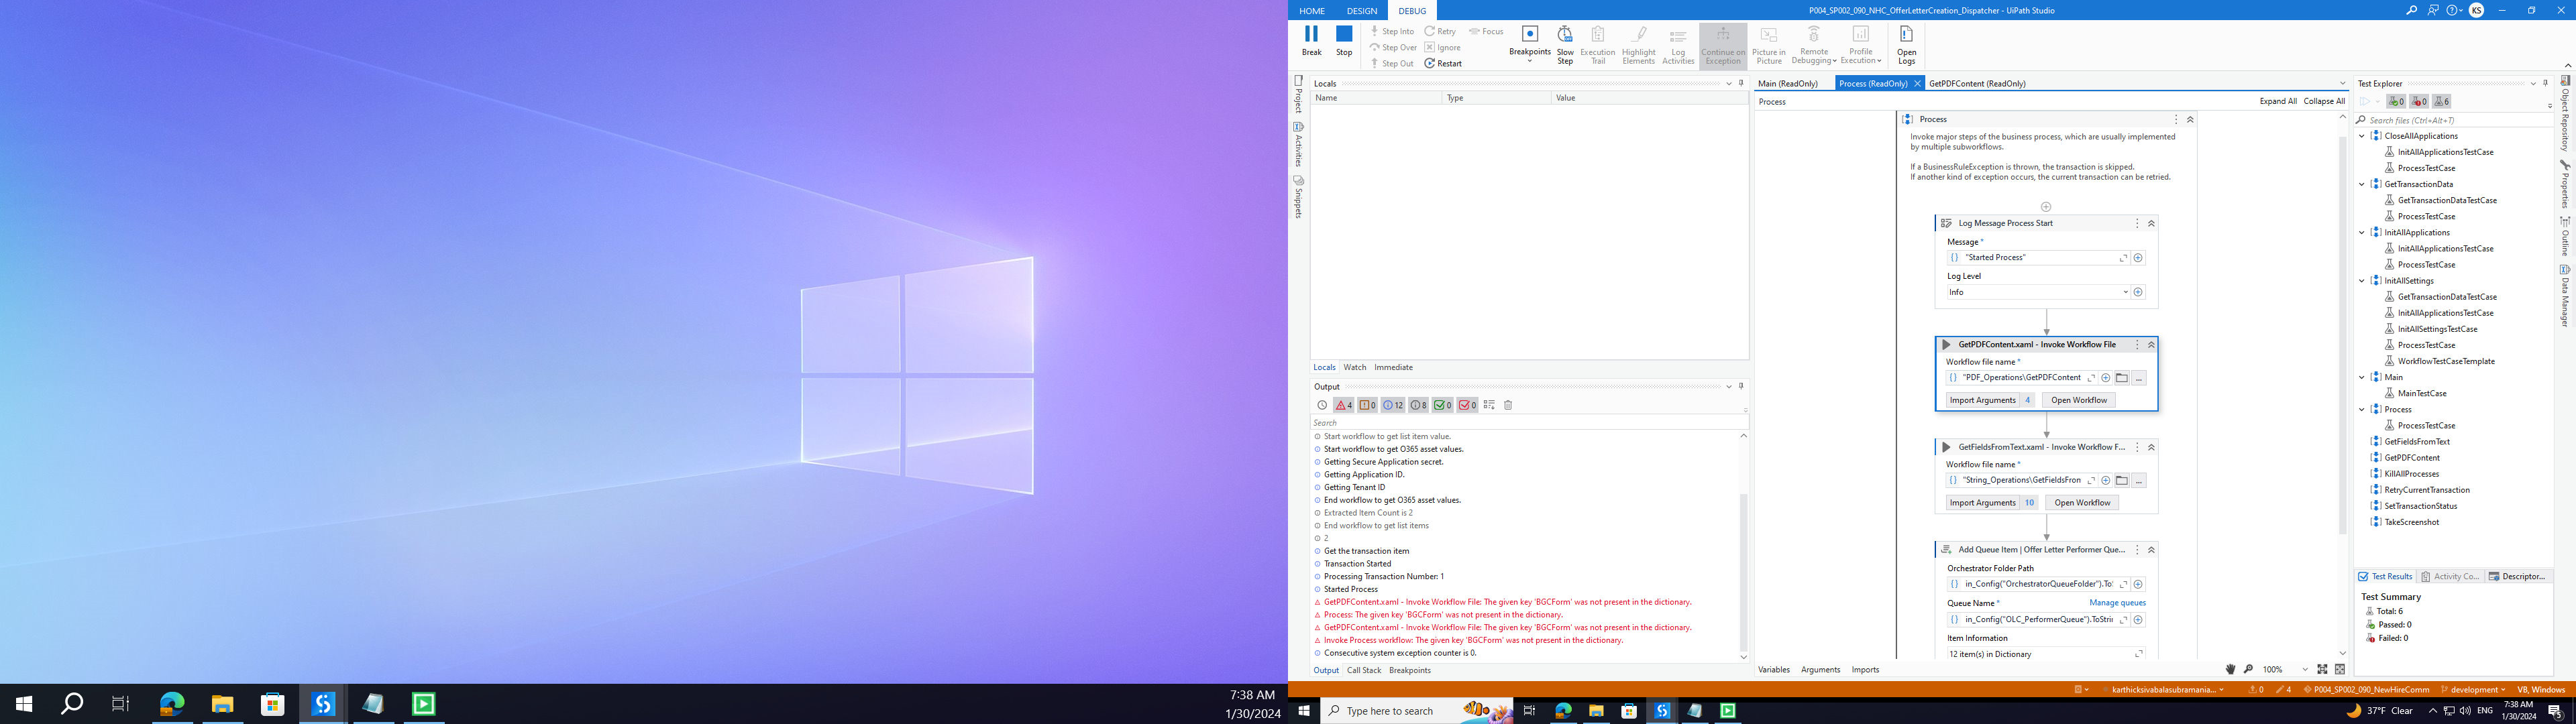 7:38 AM
1/30/2024
HOME DESIGN DEBUG
P004_SP002_090_NHC_OfferLetterCreation_Dispatcher - UiPath Studio
KS
Break
Stop
Step Into
Step Over
Step Out
Retry
Ignore
Restart
Focus
Breakpoints
Slow Step
Execution Trail
Highlight Elements
Log Activities
Continue on Exception
Picture in Picture
Remote Debugging
Profile Execution
Open Logs
Project
Activities
Snippets
Locals
Name Type Value
Locals Watch Immediate
Output
4 0 12 8 0 0
Search
Start workflow to get list item value.
Start workflow to get O365 asset values.
Getting Secure Application secret.
Getting Application ID.
Getting Tenant ID
End workflow to get O365 asset values.
Extracted Item Count is 2
End workflow to get list items
2
Get the transaction item
Transaction Started
Processing Transaction Number: 1
Started Process
GetPDFContent.xaml - Invoke Workflow File: The given key 'BGCForm' was not present in the dictionary.
Process: The given key 'BGCForm' was not present in the dictionary.
GetPDFContent.xaml - Invoke Workflow File: The given key 'BGCForm' was not present in the dictionary.
Invoke Process workflow: The given key 'BGCForm' was not present in the dictionary.
Consecutive system exception counter is 0.
Output Call Stack Breakpoints
Main (ReadOnly) Process (ReadOnly) GetPDFContent (ReadOnly)
Process
Expand All Collapse All
Process
Invoke major steps of the business process, which are usually implemented
by multiple subworkflows.
If a BusinessRuleException is thrown, the transaction is skipped.
If another kind of exception occurs, the current transaction can be retried.
Log Message Process Start
Message *
"Started Process"
Log Level
Info
GetPDFContent.xaml - Invoke Workflow File
Workflow file name *
"PDF_Operations\GetPDFContent
...
Import Arguments 4 Open Workflow
GetFieldsFromText.xaml - Invoke Workflow F...
Workflow file name *
"String_Operations\GetFieldsFron
...
Import Arguments 10 Open Workflow
Add Queue Item | Offer Letter Performer Que...
Orchestrator Folder Path
in_Config("OrchestratorQueueFolder").ToS
Queue Name * Manage queues
in_Config("OLC_PerformerQueue").ToStrin
Item Information
12 item(s) in Dictionary
Variables Arguments Imports
100%
Test Explorer
0 0 6
Search files (Ctrl+Alt+T)
CloseAllApplications
InitAllApplicationsTestCase
ProcessTestCase
GetTransactionData
GetTransactionDataTestCase
ProcessTestCase
InitAllApplications
InitAllApplicationsTestCase
ProcessTestCase
InitAllSettings
GetTransactionDataTestCase
InitAllApplicationsTestCase
InitAllSettingsTestCase
ProcessTestCase
WorkflowTestCaseTemplate
Main
MainTestCase
Process
ProcessTestCase
GetFieldsFromText
GetPDFContent
KillAllProcesses
RetryCurrentTransaction
SetTransactionStatus
TakeScreenshot
Test Results Activity Co... Descriptor...
Test Summary
Total: 6
Passed: 0
Failed: 0
Object Repository
Properties
Outline
Data Manager
karthicksivabalasubramania... 0 4 P004_SP002_090_NewHireComm development VB, Windows
Type here to search
37°F Clear
ENG
7:38 AM
1/30/2024